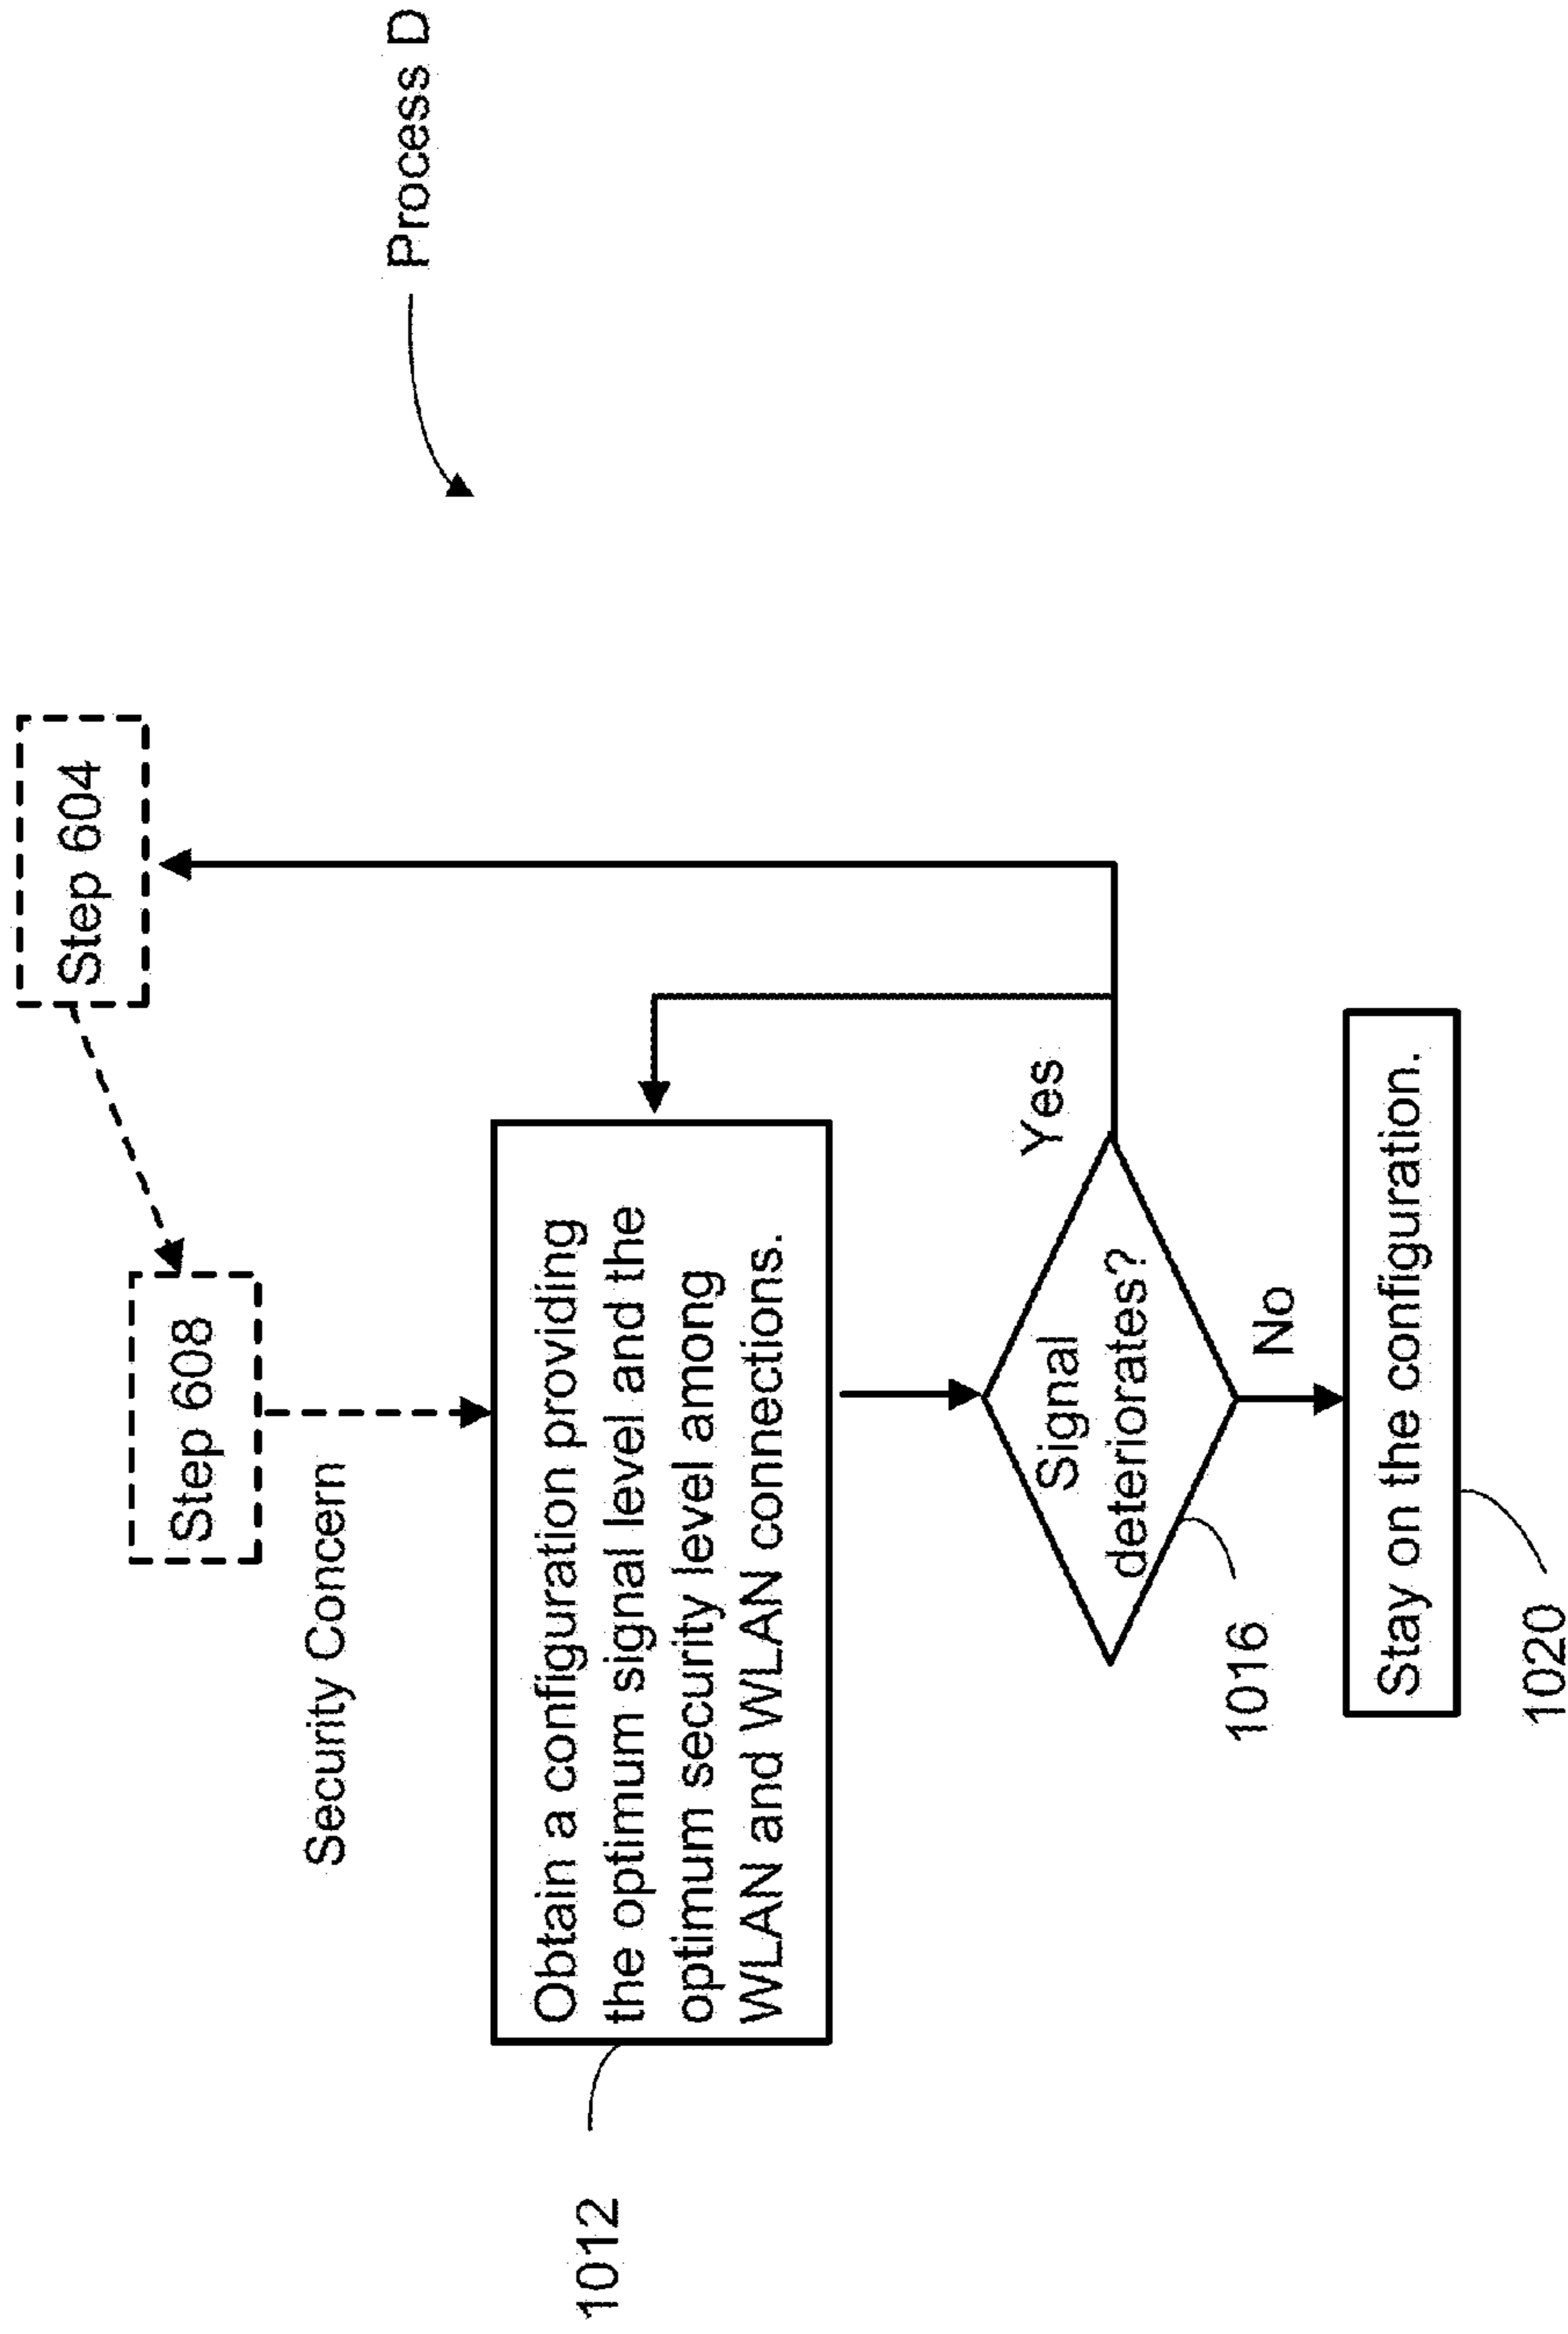 Process D
Step 604
Step 608
Security Concern
Obtain a configuration providing
the optimum signal level and the
optimum security level among
WLAN and WLAN connections.
1012
Signal
deteriorates?
Yes
1016
No
Stay on the configuration.
1020